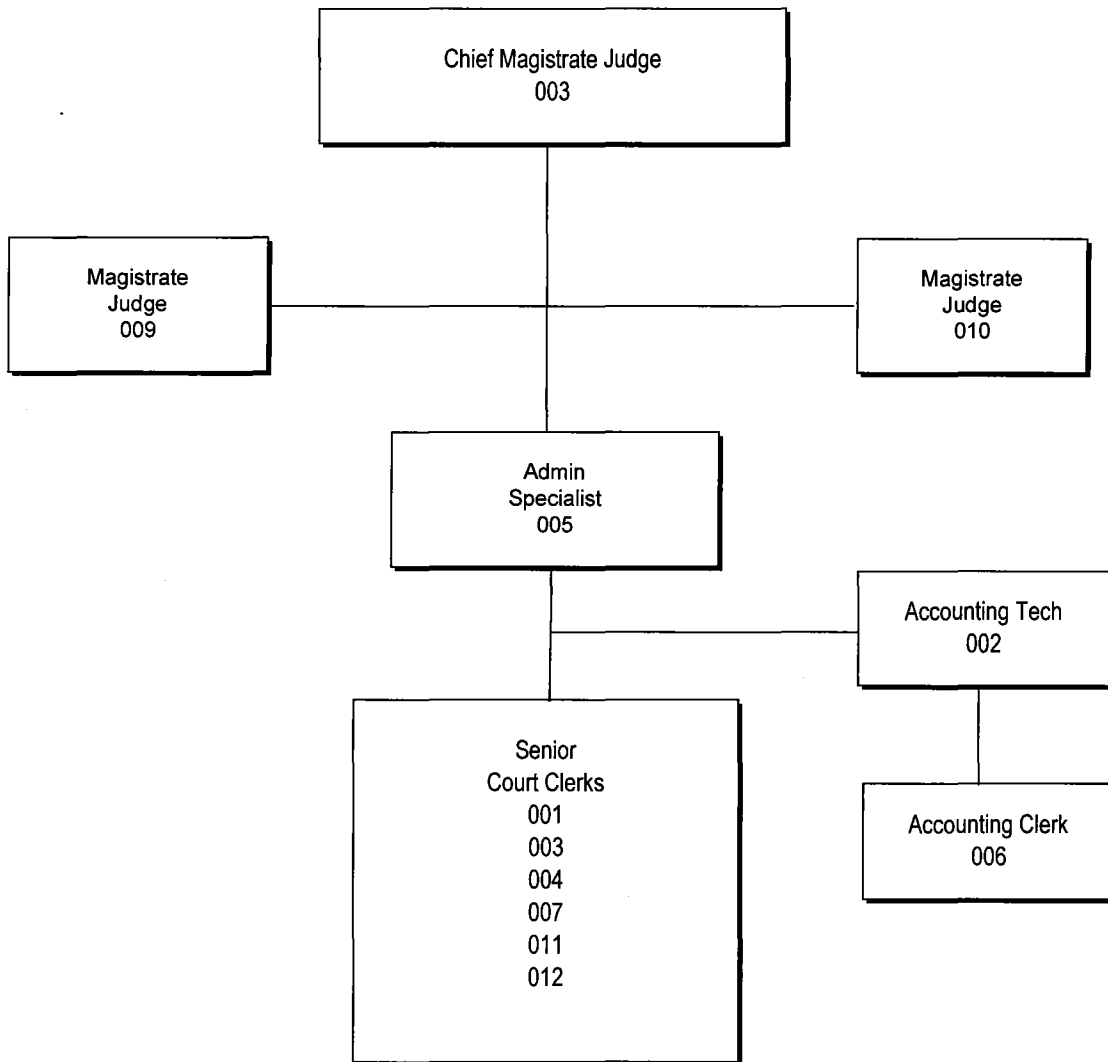 Chief Magistrate Judge
003
Magistrate
Judge
009
Magistrate
Judge
010
Admin
Specialist
005
Accounting Tech
002
Senior
Court Clerks
001
003
004
007
011
012
Accounting Clerk
006